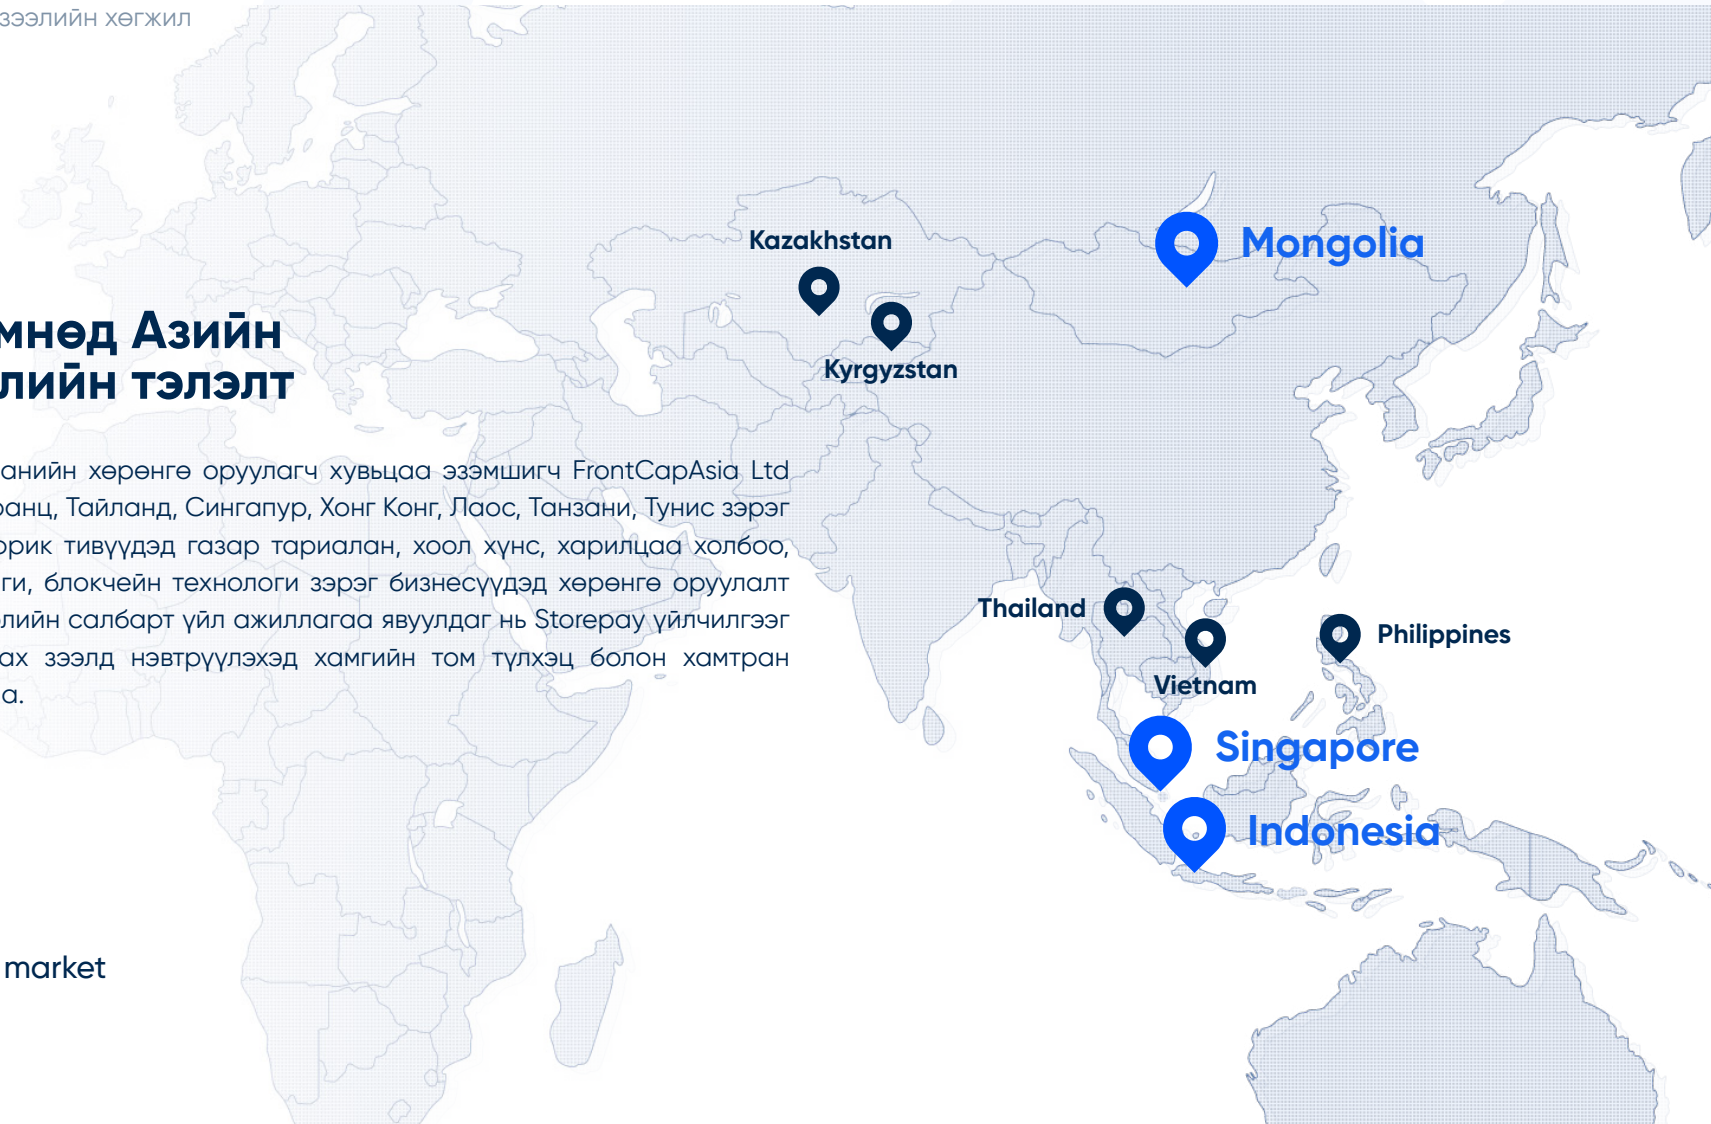 зээлийн хөгжил
мнөд Азийн
лийн тэлэлт
анийн хөрөнгө оруулагч хувьцаа эзэмшигч FrontCapAsia Ltd
ранц, Тайланд, Сингапур, Хонг Конг, Лаос, Танзани, Тунис зэрэг
рик тивүүдэд газар тариалан, хоол хүнс, харилцаа холбоо,
ги, блокчейн технологи зэрэг бизнесүүдэд хөрөнгө оруулалт
лийн салбарт үйл ажиллагаа явуулдаг нь Storepay үйлчилгээг
ах зээлд нэвтрүүлэхэд хамгийн том түлхэц болон хамтран
а.
market
Kazakhstan
Kyrgyzstan
Mongolia
Thailand
Vietnam
Philippines
Singapore
Indonesia